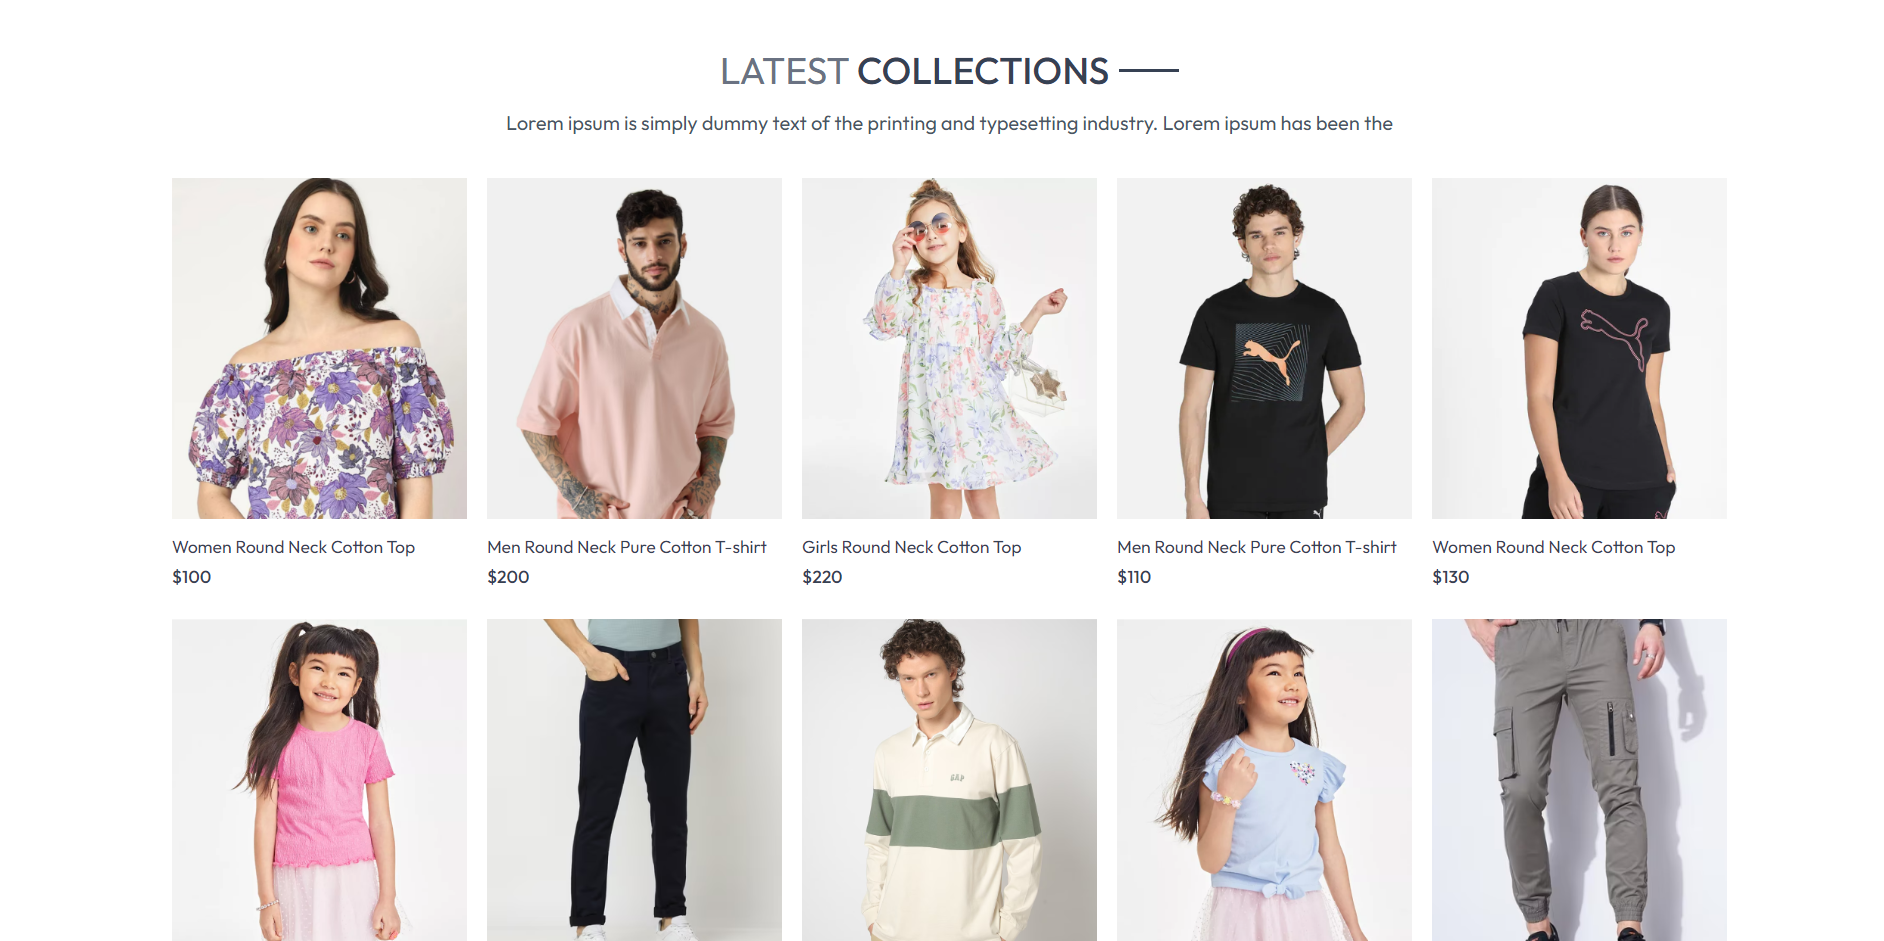 LATEST COLLECTIONS
Lorem ipsum is simply dummy text of the printing and typesetting industry. Lorem ipsum has been the
Women Round Neck Cotton Top
$100
Men Round Neck Pure Cotton T-shirt
$200
Girls Round Neck Cotton Top
$220
Men Round Neck Pure Cotton T-shirt
$110
Women Round Neck Cotton Top
$130
GAP